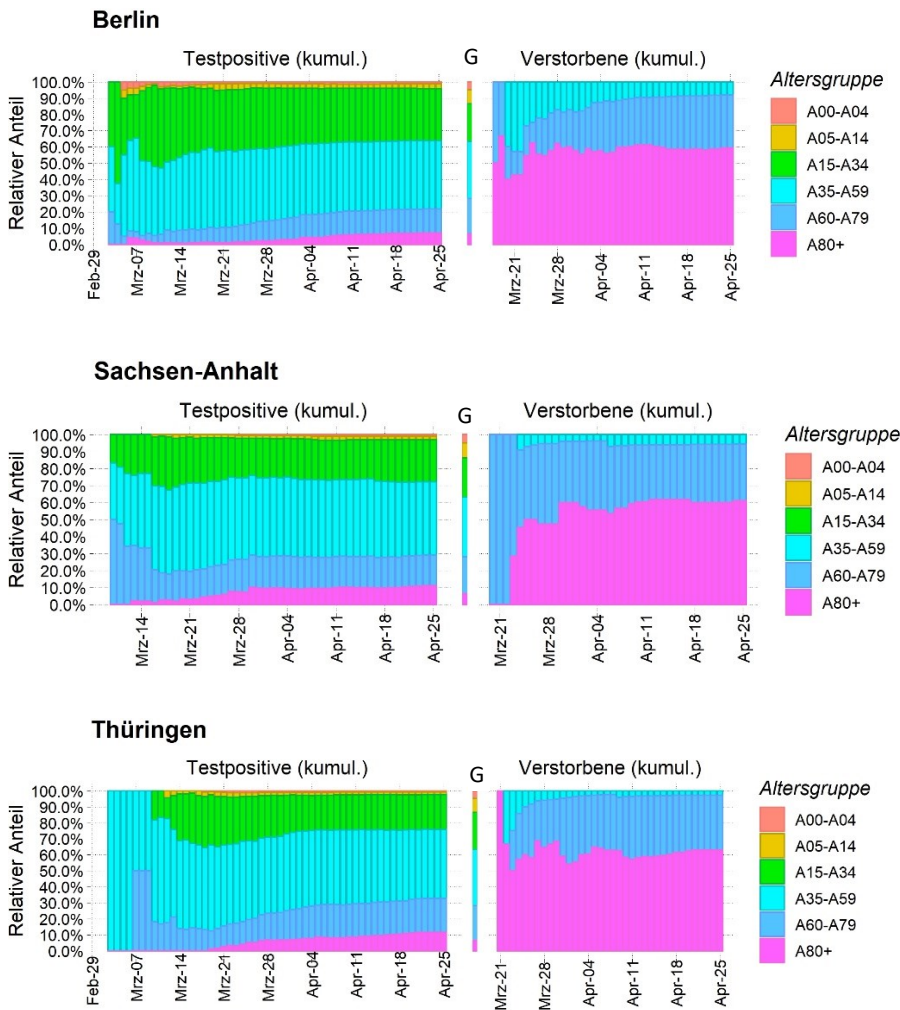 Berlin
Testpositive (kumul.) G Verstorbene (kumul.)
Relativer Anteil
100.0%
90.0%
80.0%
70.0%
60.0%
50.0%
40.0%
30.0%
20.0%
10.0%
0.0%
Feb-29 Mrz-07 Mrz-14 Mrz-21 Mrz-28 Apr-04 Apr-11 Apr-18 Apr-25
Mrz-21 Mrz-28 Apr-04 Apr-11 Apr-18 Apr-25
Altersgruppe
A00-A04
A05-A14
A15-A34
A35-A59
A60-A79
A80+
Sachsen-Anhalt
Testpositive (kumul.) G Verstorbene (kumul.)
Relativer Anteil
100.0%
90.0%
80.0%
70.0%
60.0%
50.0%
40.0%
30.0%
20.0%
10.0%
0.0%
Mrz-14 Mrz-21 Mrz-28 Apr-04 Apr-11 Apr-18 Apr-25
Mrz-21 Mrz-28 Apr-04 Apr-11 Apr-18 Apr-25
Altersgruppe
A00-A04
A05-A14
A15-A34
A35-A59
A60-A79
A80+
Thüringen
Testpositive (kumul.) G Verstorbene (kumul.)
Relativer Anteil
100.0%
90.0%
80.0%
70.0%
60.0%
50.0%
40.0%
30.0%
20.0%
10.0%
0.0%
Feb-29 Mrz-07 Mrz-14 Mrz-21 Mrz-28 Apr-04 Apr-11 Apr-18 Apr-25
Mrz-21 Mrz-28 Apr-04 Apr-11 Apr-18 Apr-25
Altersgruppe
A00-A04
A05-A14
A15-A34
A35-A59
A60-A79
A80+